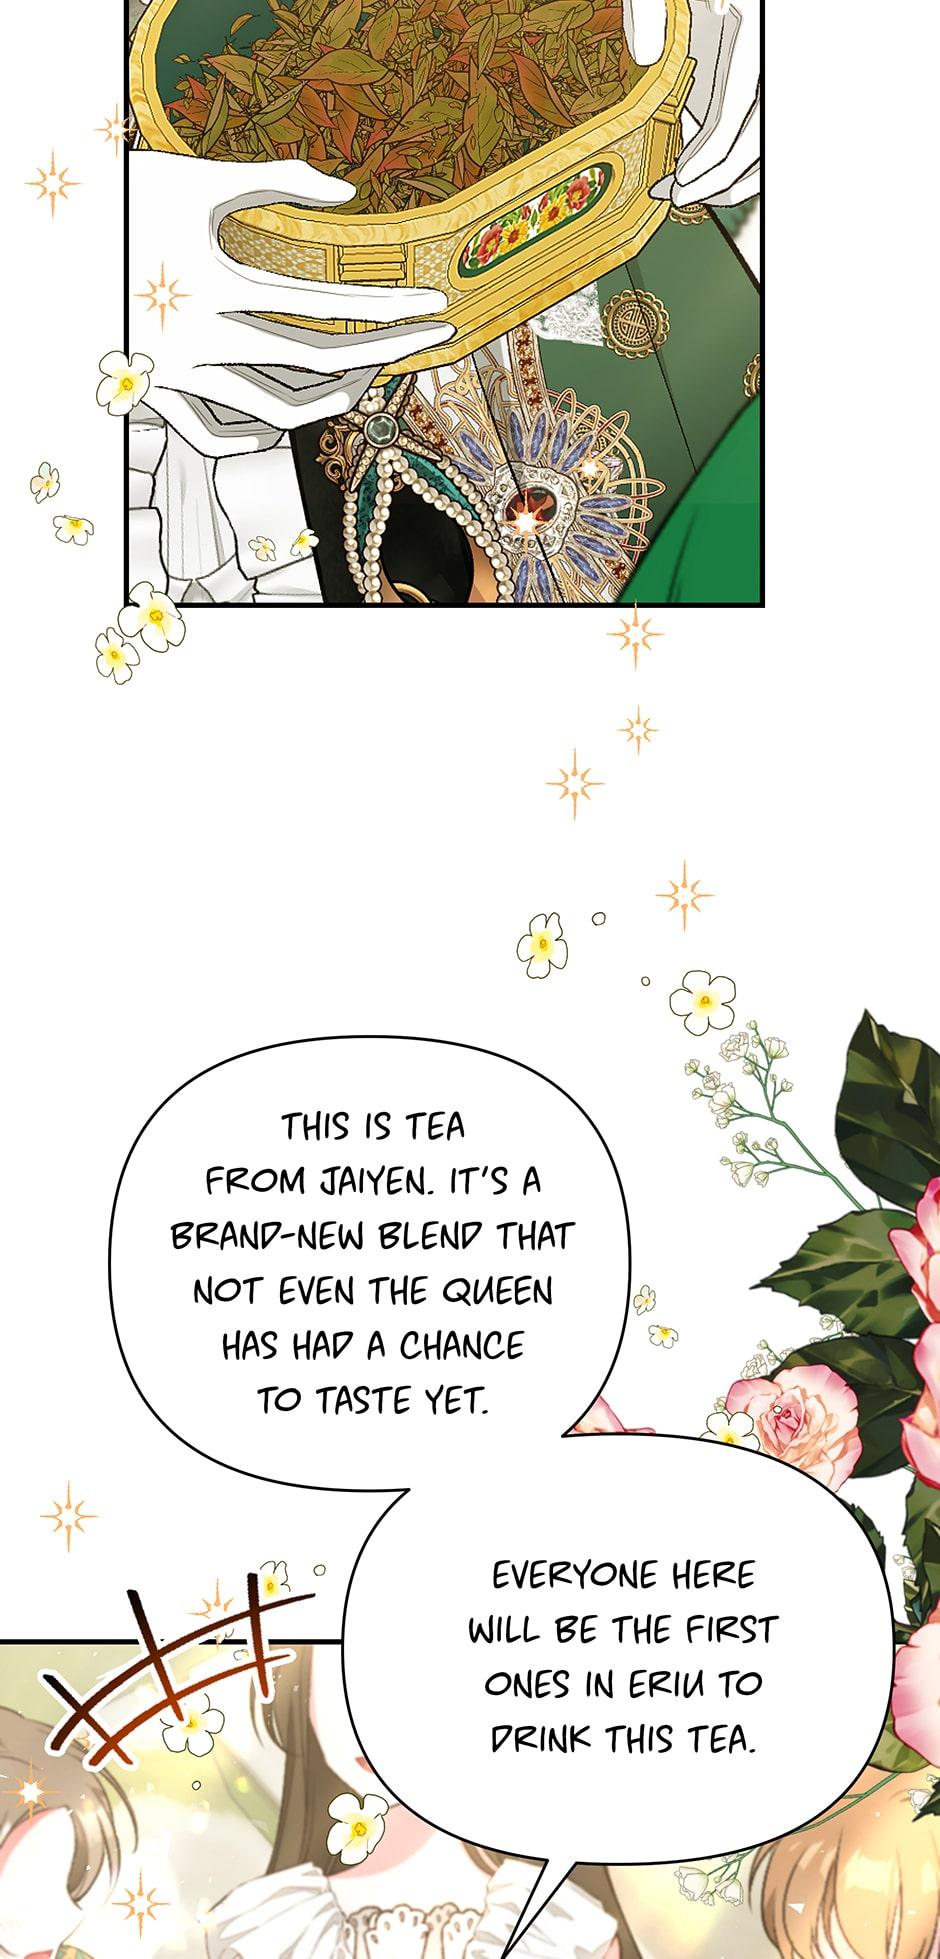 THIS IS TEA
FROM JAIYEN. IT'S A
BRAND-NEW BLEND THAT
NOT EVEN THE QUEEN
HAS HAD A CHANCE
TO TASTE YET.
EVERYONE HERE
WILL BE THE FIRST
ONES IN ERIU TO
DRINK THIS TEA.